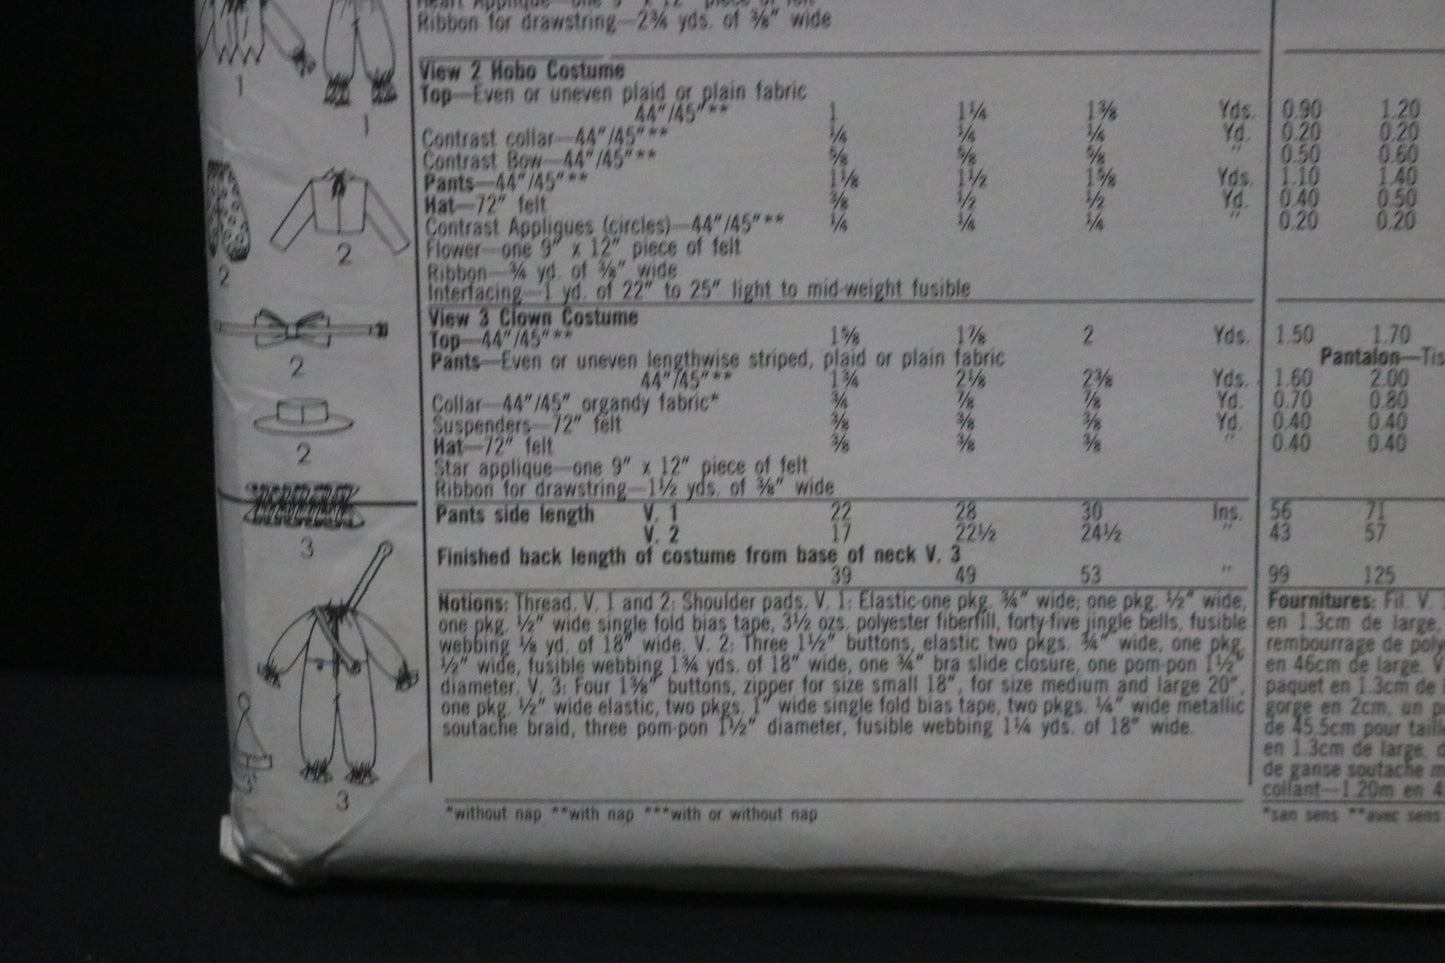 Heart Applique—one 9" x 12" piece of felt
Ribbon for drawstring—2¾ yds. of ⅜" wide
View 2 Hobo Costume
Top—Even or uneven plaid or plain fabric
44"/45"** 1 1¼ 1⅜ Yds. 0.90 1.20
Contrast collar—44"/45"** ¼ ¼ ¼ Yd. 0.20 0.20
Contrast Bow—44"/45"** ⅝ ⅝ ⅝ " 0.50 0.60
Pants—44"/45"** 1⅛ 1½ 1⅝ Yds. 1.10 1.40
Hat—72" felt ⅜ ½ ½ Yd. 0.40 0.50
Contrast Appliques (circles)—44"/45"** ¼ ¼ ¼ " 0.20 0.20
Flower—one 9" x 12" piece of felt
Ribbon—¾ yd. of ⅜" wide
Interfacing—1 yd. of 22" to 25" light to mid-weight fusible
View 3 Clown Costume
Top—44"/45"** 1⅝ 1⅞ 2 Yds. 1.50 1.70
Pants—Even or uneven lengthwise striped, plaid or plain fabric Pantalon—Tis
44"/45"** 1¾ 2⅛ 2⅜ Yds. 1.60 2.00
Collar—44"/45" organdy fabric* ¾ ⅞ ⅞ Yd. 0.70 0.80
Suspenders—72" felt ⅜ ⅜ ⅜ Yd. 0.40 0.40
Hat—72" felt ⅜ ⅜ ⅜ " 0.40 0.40
Star applique—one 9" x 12" piece of felt
Ribbon for drawstring—1½ yds. of ⅜" wide
Pants side length V. 1 22 28 30 Ins. 56 71
V. 2 17 22½ 24½ " 43 57
Finished back length of costume from base of neck V. 3
39 49 53 " 99 125
Notions: Thread. V. 1 and 2: Shoulder pads. V. 1: Elastic-one pkg. ¾" wide; one pkg. ½" wide,
one pkg. ½" wide single fold bias tape, 3½ ozs. polyester fiberfill, forty-five jingle bells, fusible
webbing ⅛ yd. of 18" wide. V. 2: Three 1½" buttons, elastic two pkgs. ¾" wide, one pkg.
½" wide, fusible webbing 1¾ yds. of 18" wide, one ¾" bra slide closure, one pom-pon 1½"
diameter. V. 3: Four 1⅜" buttons, zipper for size small 18", for size medium and large 20",
one pkg. ½" wide elastic, two pkgs. 1" wide single fold bias tape, two pkgs. ¼" wide metallic
soutache braid, three pom-pon 1½" diameter, fusible webbing 1¼ yds. of 18" wide.
*without nap **with nap ***with or without nap
Fournitures: Fil. V.
en 1.3cm de large,
rembourrage de poly
en 46cm de large. V
paquet en 1.3cm de
gorge en 2cm, un p
de 45.5cm pour taill
en 1.3cm de large, d
de ganse soutache m
collant—1.20m en 4
*san sens **avec sens
1
1
2
2
2
2
3
3
3